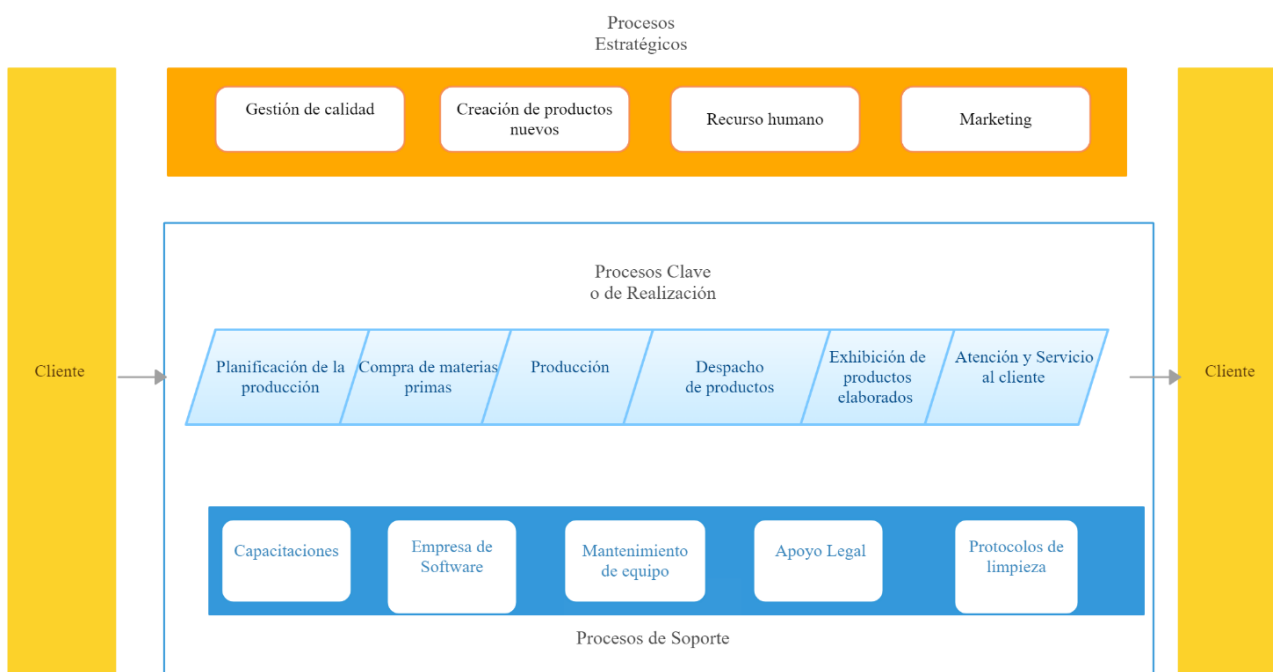 Procesos
Estratégicos
Gestión de calidad
Creación de productos
nuevos
Recurso humano
Marketing
Procesos Clave
o de Realización
Cliente
Planificación de la
producción
Compra de materias
primas
Producción
Despacho
de productos
Exhibición de
productos
elaborados
Atención y Servicio
al cliente
Cliente
Capacitaciones
Empresa de
Software
Mantenimiento
de equipo
Apoyo Legal
Protocolos de
limpieza
Procesos de Soporte